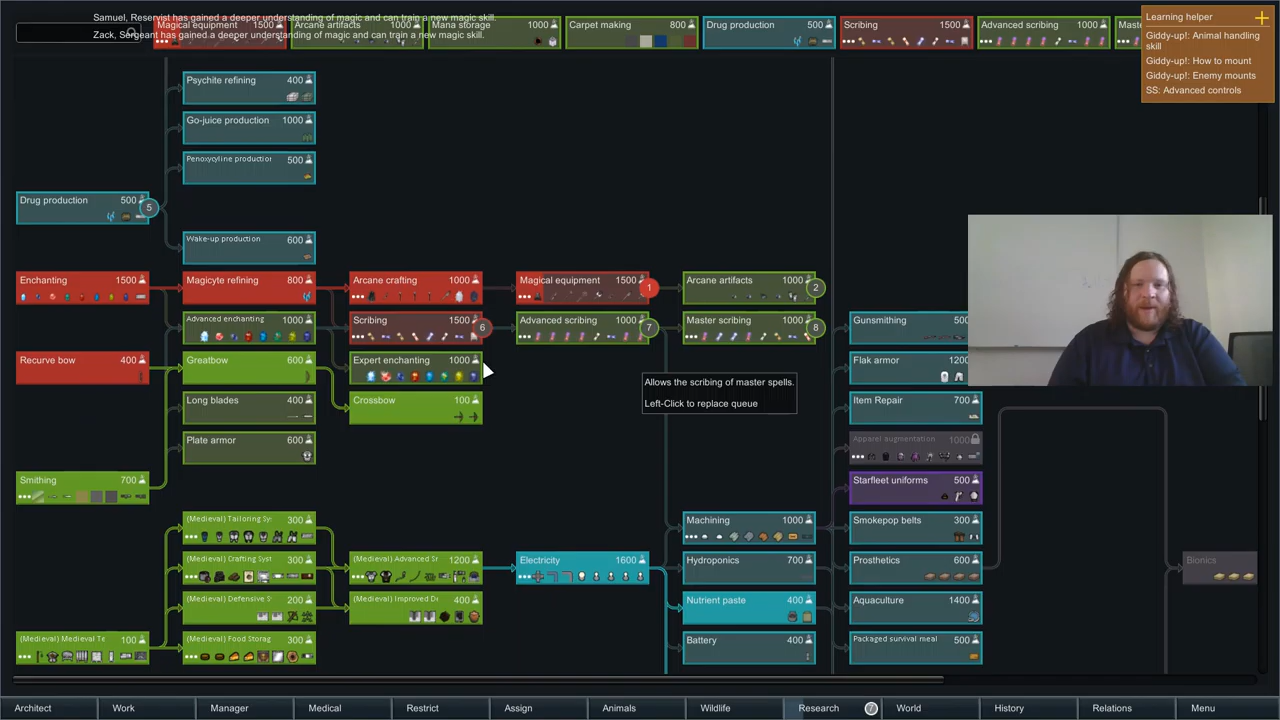 Samuel, Reservist has gained a deeper understanding of magic and can train a new magic skill.
Zack, Sergeant has gained a deeper understanding of magic and can train a new magic skill.
Magical equipment 1500
Arcane artifacts 1000
Mana storage 1000
Carpet making 800
Drug production 500
Scribing 1500
Advanced scribing 1000
Maste
Learning helper
Giddy-up!: Animal handling
skill
Giddy-up!: How to mount
Giddy-up!: Enemy mounts
SS: Advanced controls
Psychite refining 400
Go-juice production 1000
Penoxycyline production 500
Drug production 500
5
Wake-up production 600
Enchanting 1500
Magicyte refining 800
Arcane crafting 1000
Magical equipment 1500
1
Arcane artifacts 1000
2
Advanced enchanting 1000
Scribing 1500
6
Advanced scribing 1000
7
Master scribing 1000
8
Gunsmithing 500
Recurve bow 400
Greatbow 600
Expert enchanting 1000
Flak armor 1200
Allows the scribing of master spells.
Left-Click to replace queue
Long blades 400
Crossbow 100
Item Repair 700
Plate armor 600
Apparel augmentation 1000
Smithing 700
Starfleet uniforms 500
(Medieval) Tailoring Sy 300
Machining 1000
Smokepop belts 300
(Medieval) Crafting Syst 300
(Medieval) Advanced Sr 1200
Electricity 1600
Hydroponics 700
Prosthetics 600
Bionics
(Medieval) Defensive S 200
(Medieval) Improved De 400
Nutrient paste 400
Aquaculture 1400
(Medieval) Medieval Te 100
(Medieval) Food Storag 300
Battery 400
Packaged survival meal 500
Architect
Work
Manager
Medical
Restrict
Assign
Animals
Wildlife
Research
7
World
History
Relations
Menu